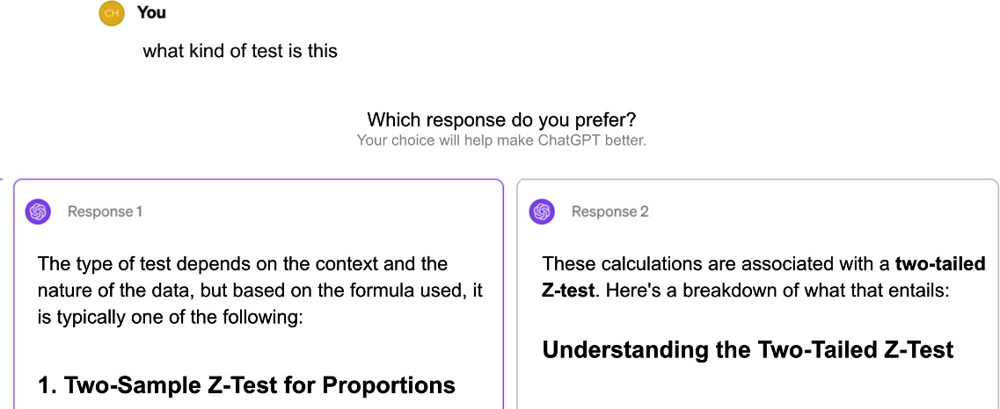 CH You
what kind of test is this
Which response do you prefer?
Your choice will help make ChatGPT better.
Response 1
The type of test depends on the context and the
nature of the data, but based on the formula used, it
is typically one of the following:
1. Two-Sample Z-Test for Proportions
Response 2
These calculations are associated with a two-tailed
Z-test. Here's a breakdown of what that entails:
Understanding the Two-Tailed Z-Test